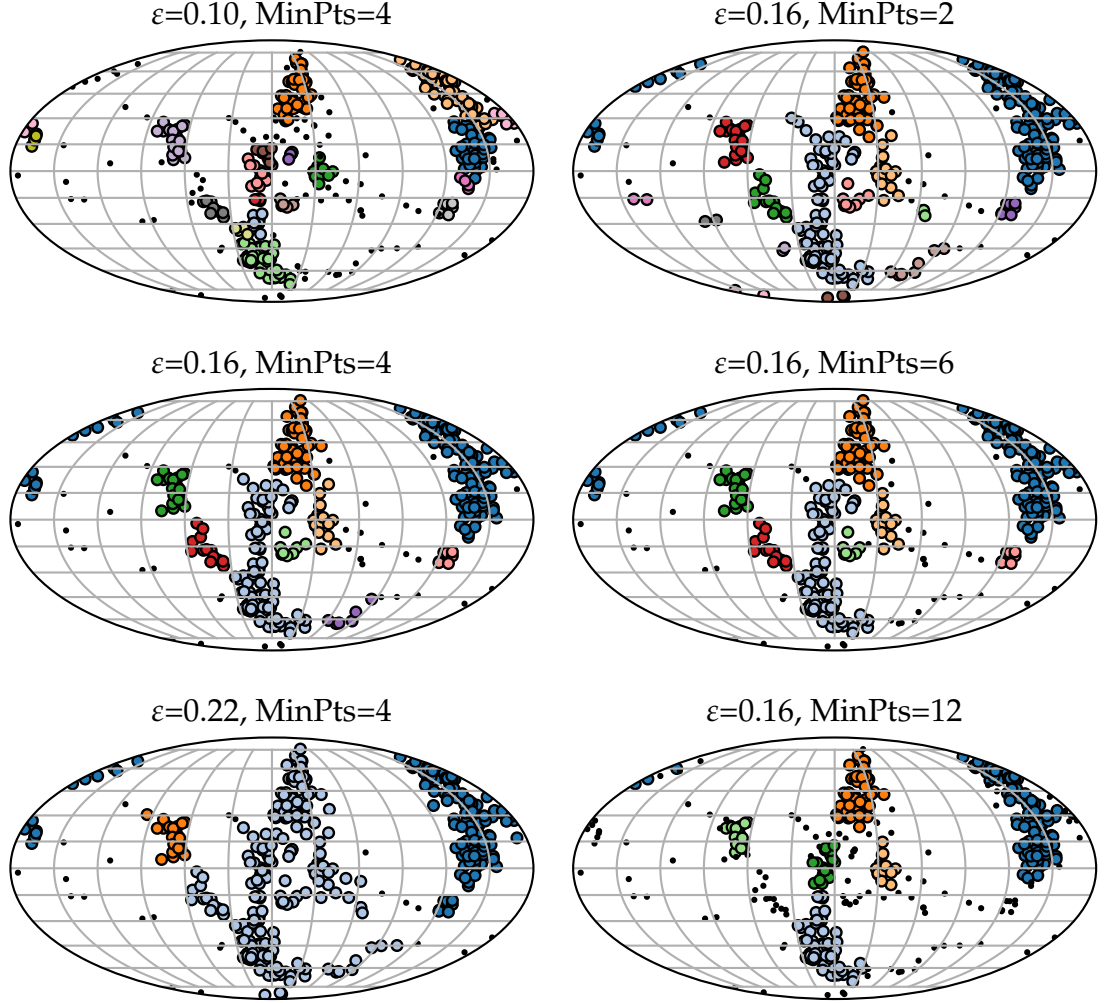 ε=0.10, MinPts=4
ε=0.16, MinPts=2
ε=0.16, MinPts=4
ε=0.16, MinPts=6
ε=0.22, MinPts=4
ε=0.16, MinPts=12